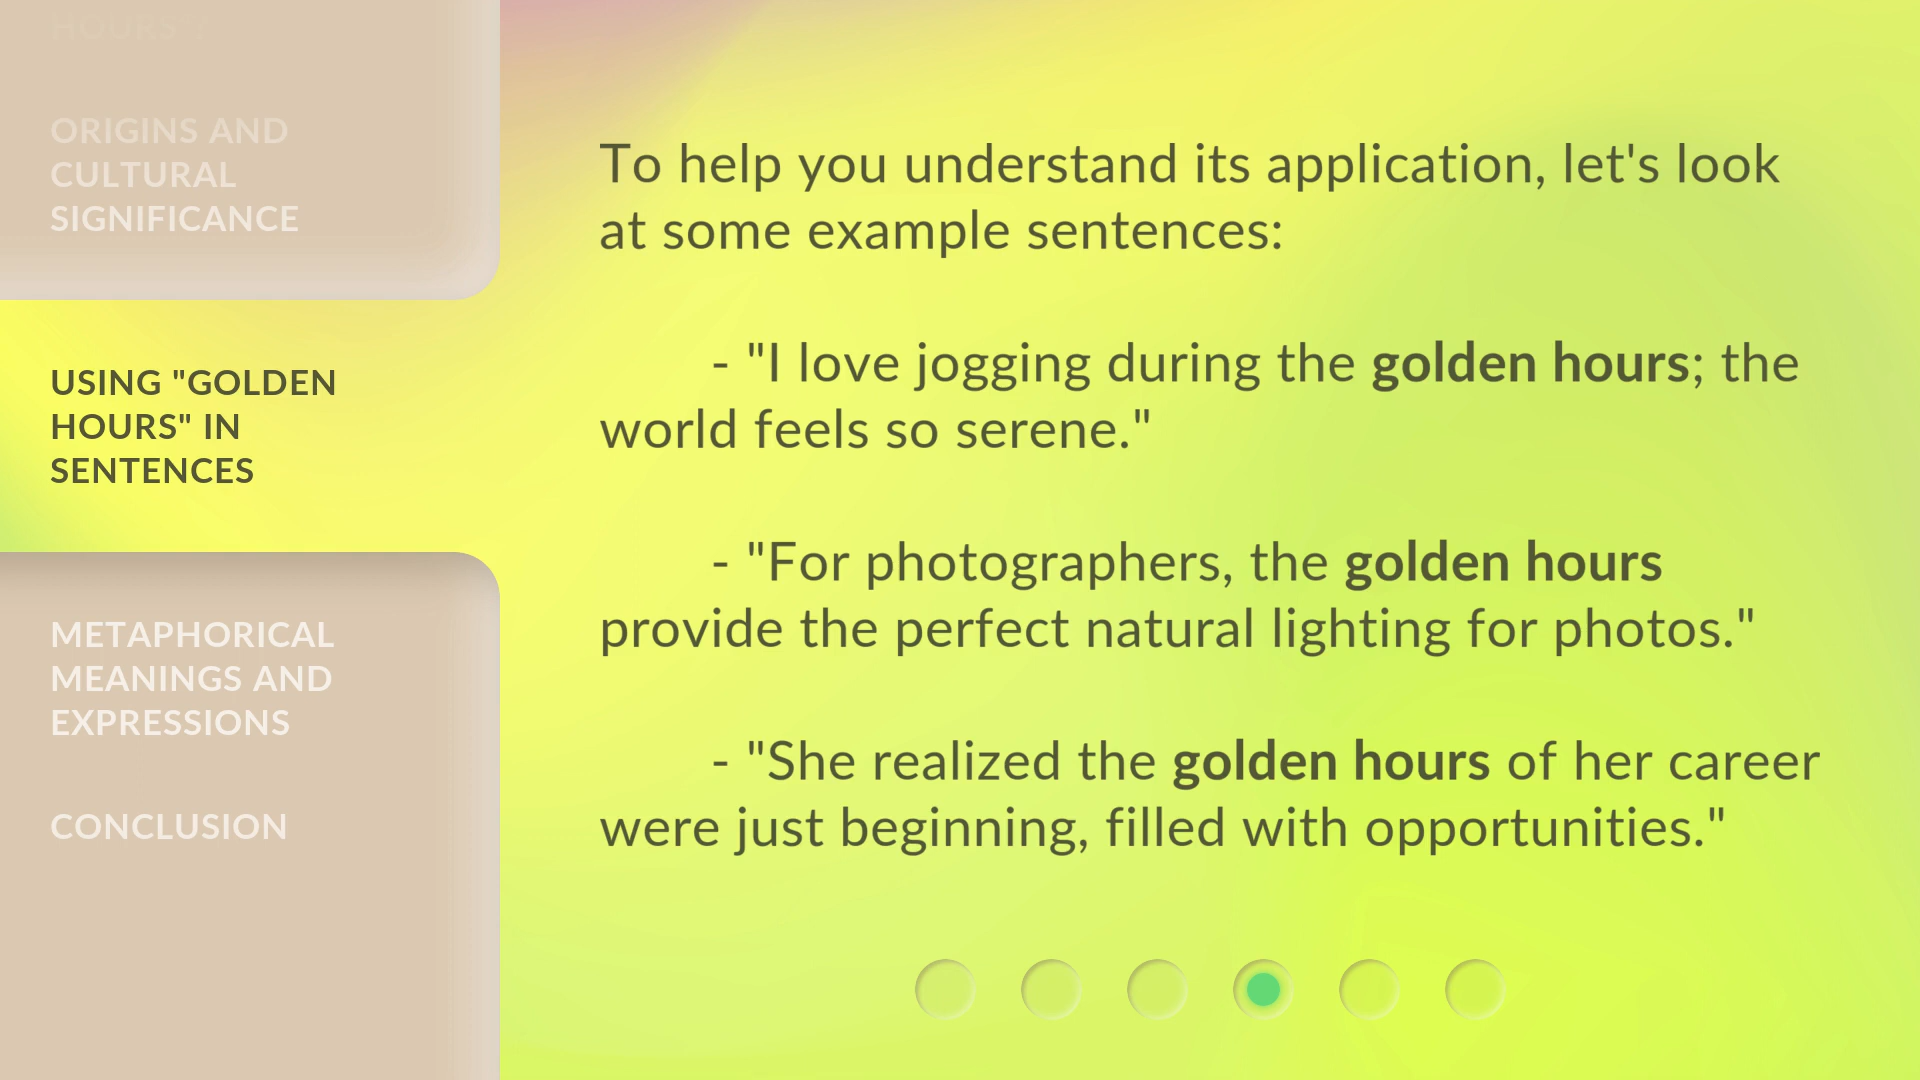 HOURS"?
ORIGINS AND
CULTURAL
SIGNIFICANCE
USING "GOLDEN
HOURS" IN
SENTENCES
METAPHORICAL
MEANINGS AND
EXPRESSIONS
CONCLUSION
To help you understand its application, let's look
at some example sentences:
- "I love jogging during the golden hours; the
world feels so serene."
- "For photographers, the golden hours
provide the perfect natural lighting for photos."
- "She realized the golden hours of her career
were just beginning, filled with opportunities."